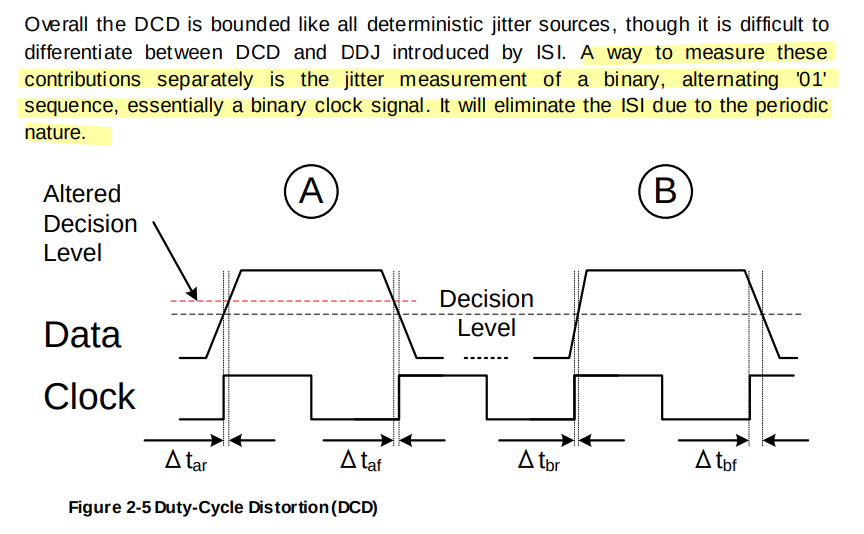 Overall the DCD is bounded like all deterministic jitter sources, though it is difficult to
differentiate between DCD and DDJ introduced by ISI. A way to measure these
contributions separately is the jitter measurement of a binary, alternating '01'
sequence, essentially a binary clock signal. It will eliminate the ISI due to the periodic
nature.
A
B
Altered
Decision
Level
Decision
Level
Data
Clock
Δ tar
Δ taf
Δ tbr
Δ tbf
Figure 2-5 Duty-Cycle Distortion (DCD)